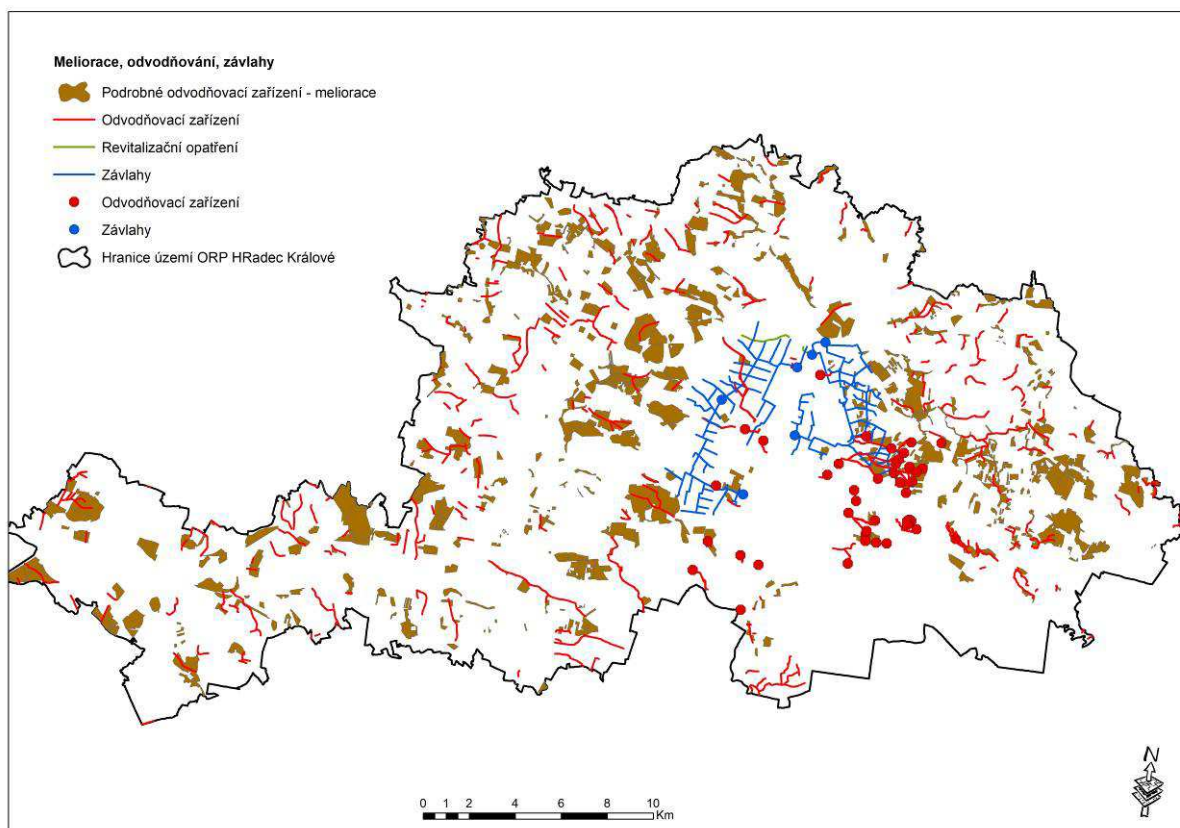 Meliorace, odvodňování, závlahy
Podrobné odvodňovací zařízení - meliorace
Odvodňovací zařízení
Revitalizační opatření
Závlahy
Odvodňovací zařízení
Závlahy
Hranice území ORP HRadec Králové
N
0 1 2 4 6 8 10
Km